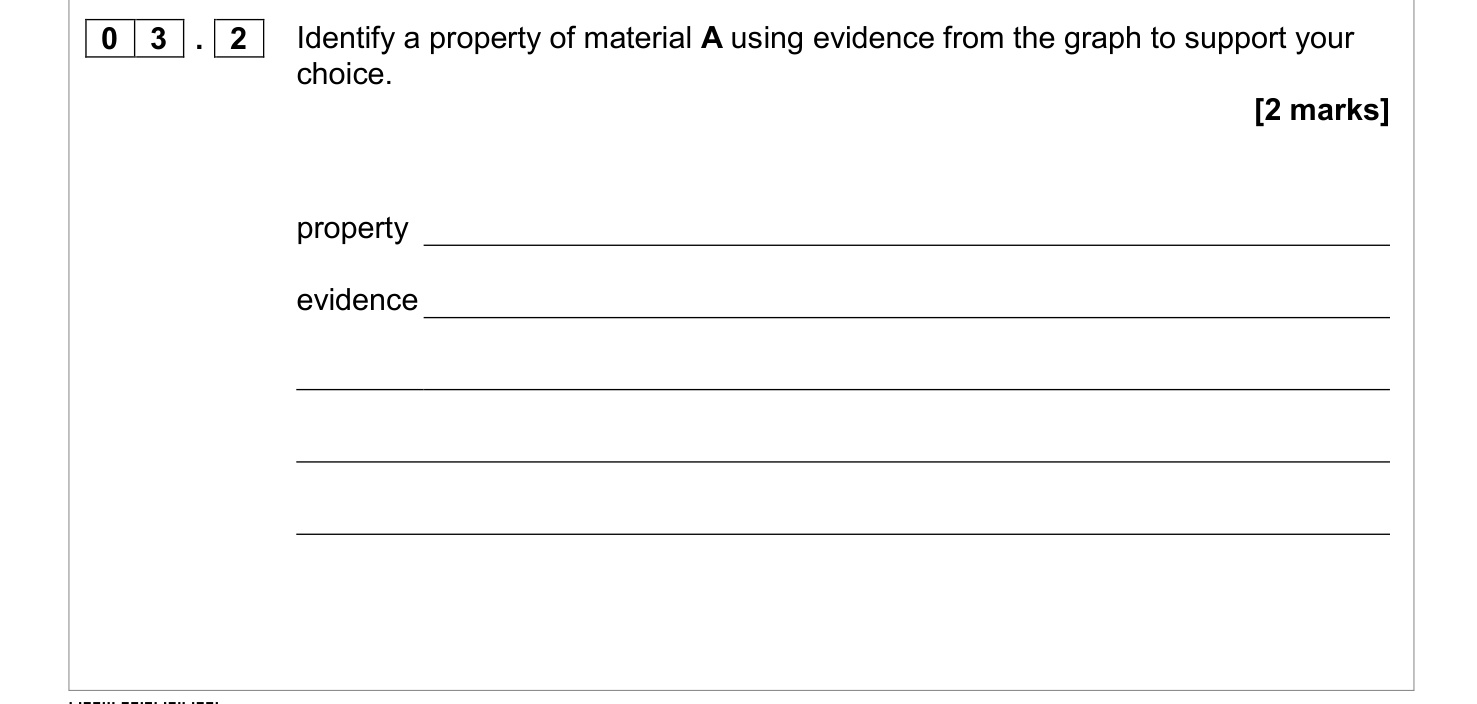 0 3 . 2 Identify a property of material A using evidence from the graph to support your
choice.
[2 marks]
property
evidence